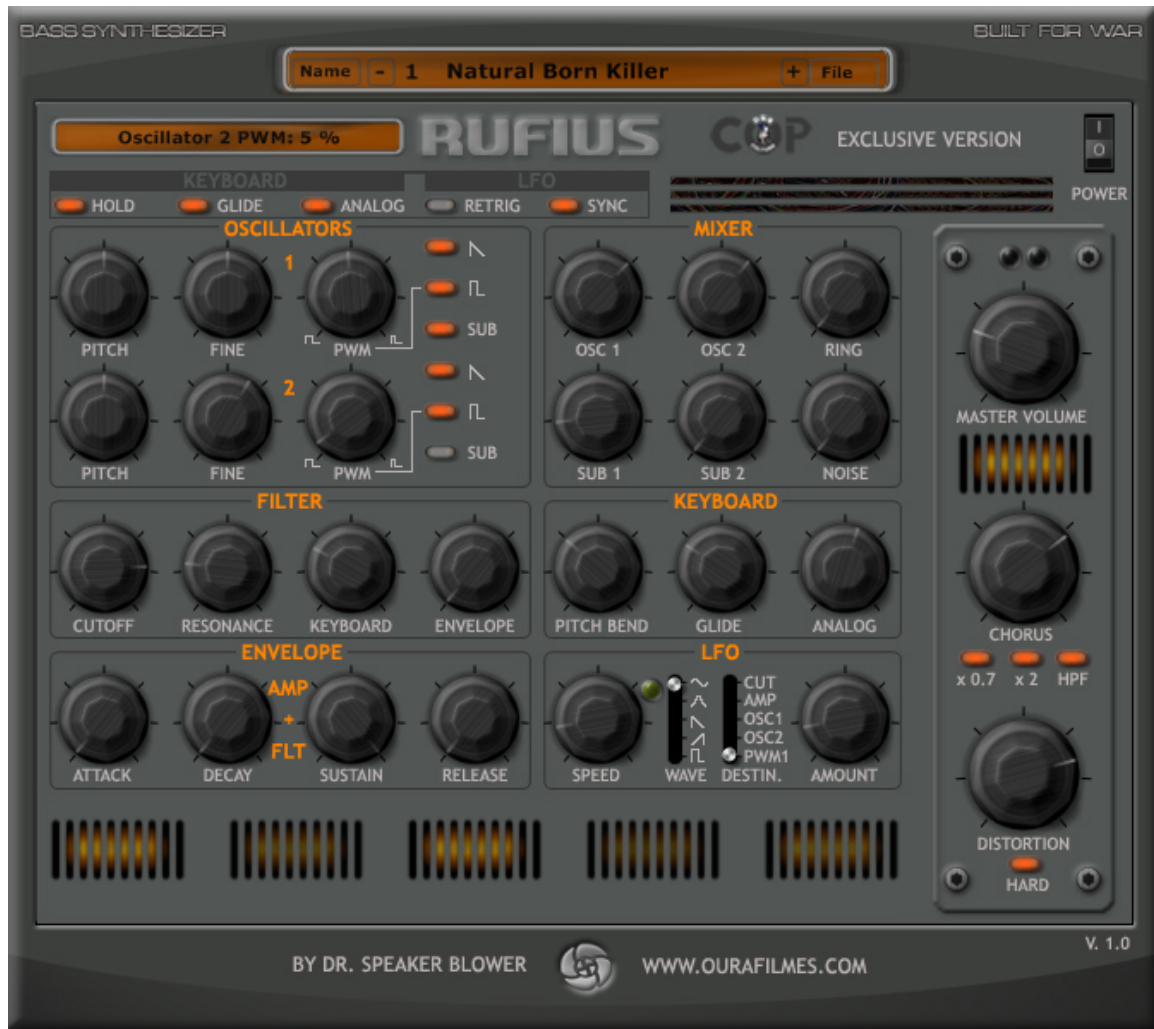 BASS SYNTHESIZER BUILT FOR WAR
Name - 1 Natural Born Killer + File
Oscillator 2 PWM: 5 % RUFIUS COP EXCLUSIVE VERSION
I
O
POWER
KEYBOARD LFO
HOLD GLIDE ANALOG RETRIG SYNC
OSCILLATORS
1
PITCH FINE PWM
SUB
2
PITCH FINE PWM
SUB
MIXER
OSC 1 OSC 2 RING
SUB 1 SUB 2 NOISE
FILTER
CUTOFF RESONANCE KEYBOARD ENVELOPE
KEYBOARD
PITCH BEND GLIDE ANALOG
ENVELOPE
AMP
+
FLT
ATTACK DECAY SUSTAIN RELEASE
LFO
CUT
AMP
OSC1
OSC2
PWM1
SPEED WAVE DESTIN. AMOUNT
MASTER VOLUME
CHORUS
x 0.7 x 2 HPF
DISTORTION
HARD
V. 1.0
BY DR. SPEAKER BLOWER WWW.OURAFILMES.COM